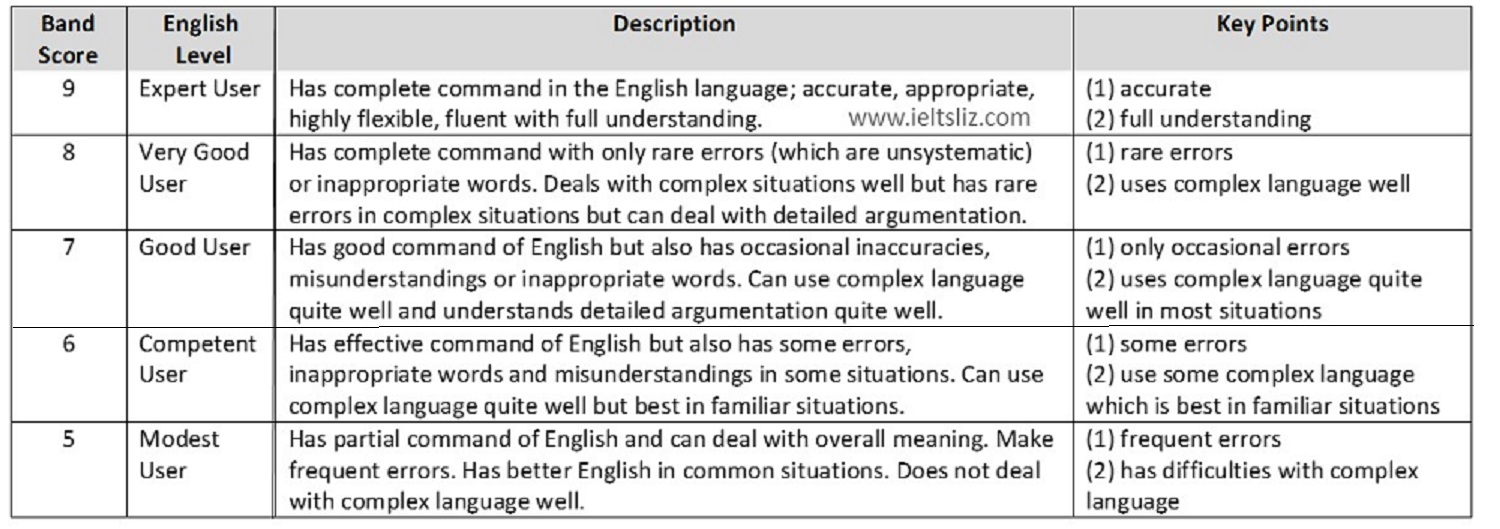 Band Score English Level Description Key Points
9 Expert User Has complete command in the English language; accurate, appropriate, (1) accurate
highly flexible, fluent with full understanding. www.ieltsliz.com (2) full understanding
8 Very Good Has complete command with only rare errors (which are unsystematic) (1) rare errors
User or inappropriate words. Deals with complex situations well but has rare (2) uses complex language well
errors in complex situations but can deal with detailed argumentation.
7 Good User Has good command of English but also has occasional inaccuracies, (1) only occasional errors
misunderstandings or inappropriate words. Can use complex language (2) uses complex language quite
quite well and understands detailed argumentation quite well. well in most situations
6 Competent Has effective command of English but also has some errors, (1) some errors
User inappropriate words and misunderstandings in some situations. Can use (2) use some complex language
complex language quite well but best in familiar situations. which is best in familiar situations
5 Modest Has partial command of English and can deal with overall meaning. Make (1) frequent errors
User frequent errors. Has better English in common situations. Does not deal (2) has difficulties with complex
with complex language well. language